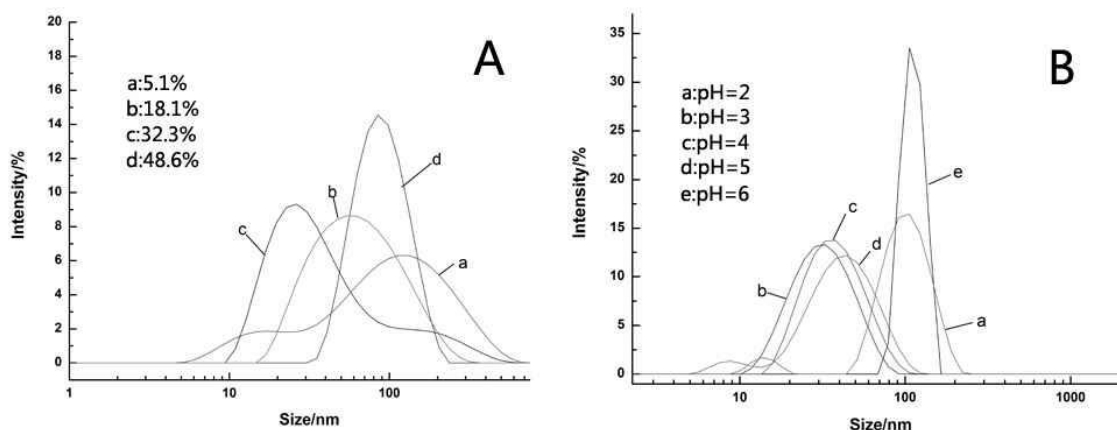 A
a:5.1%
b:18.1%
c:32.3%
d:48.6%
d
b
c
a
20
18
16
14
12
10
8
6
4
2
0
Intensity/%
1
10
100
Size/nm
B
a:pH=2
b:pH=3
c:pH=4
d:pH=5
e:pH=6
e
c
d
b
a
35
30
25
20
15
10
5
0
Intensity/%
10
100
1000
Size/nm